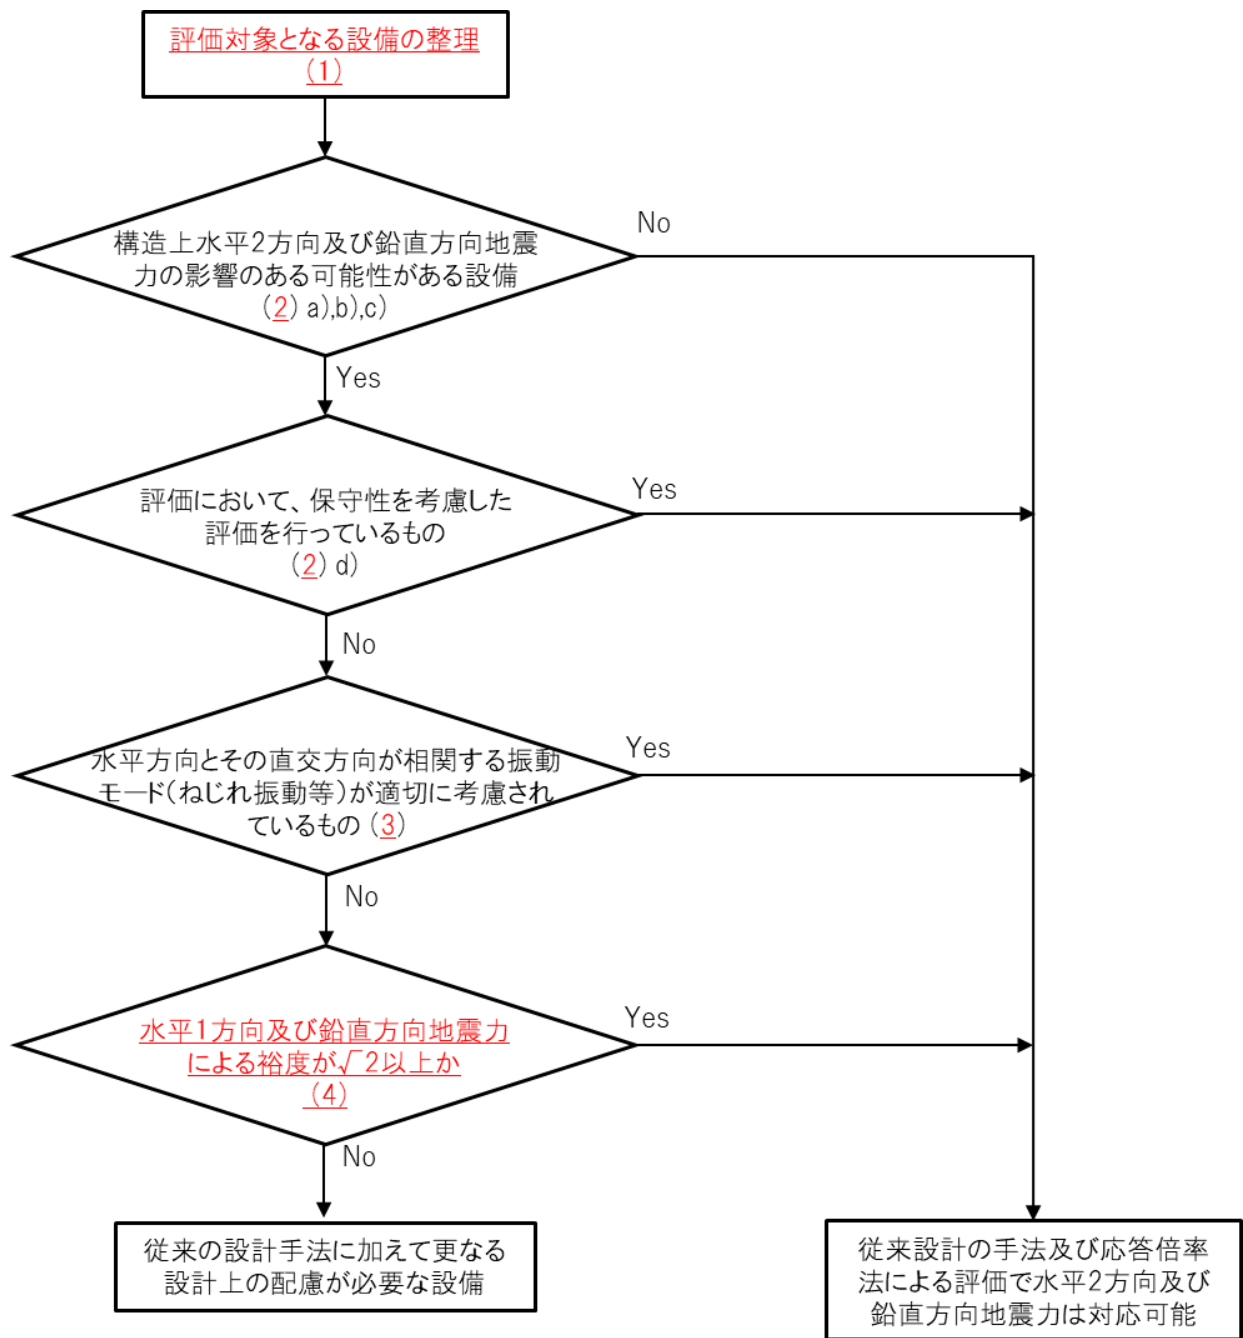 評価対象となる設備の整理
(1)
構造上水平2方向及び鉛直方向地震
力の影響のある可能性がある設備
(2) a),b),c)
No
Yes
評価において、保守性を考慮した
評価を行っているもの
(2) d)
Yes
No
水平方向とその直交方向が相関する振動
モード(ねじれ振動等)が適切に考慮され
ているもの (3)
Yes
No
水平1方向及び鉛直方向地震力
による裕度が√2以上か
(4)
Yes
No
従来の設計手法に加えて更なる
設計上の配慮が必要な設備
従来設計の手法及び応答倍率
法による評価で水平2方向及び
鉛直方向地震力は対応可能